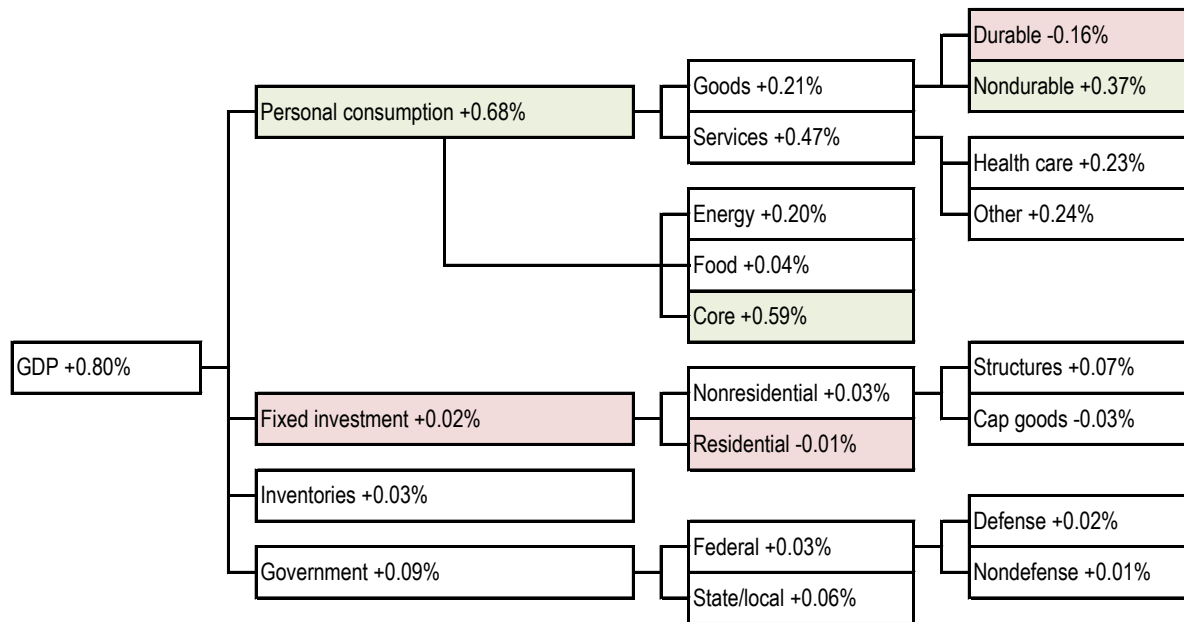 Durable -0.16%
Goods +0.21%
Nondurable +0.37%
Personal consumption +0.68%
Services +0.47%
Health care +0.23%
Energy +0.20%
Other +0.24%
Food +0.04%
Core +0.59%
GDP +0.80%
Structures +0.07%
Nonresidential +0.03%
Fixed investment +0.02%
Cap goods -0.03%
Residential -0.01%
Inventories +0.03%
Defense +0.02%
Federal +0.03%
Government +0.09%
Nondefense +0.01%
State/local +0.06%